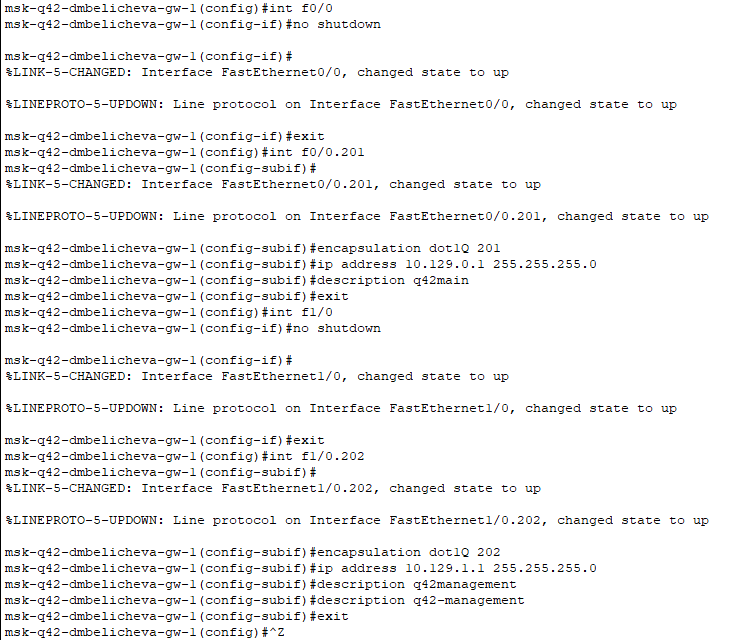 msk-q42-dmbelicheva-gw-1(config)#int f0/0
msk-q42-dmbelicheva-gw-1(config-if)#no shutdown
msk-q42-dmbelicheva-gw-1(config-if)#
%LINK-5-CHANGED: Interface FastEthernet0/0, changed state to up
%LINEPROTO-5-UPDOWN: Line protocol on Interface FastEthernet0/0, changed state to up
msk-q42-dmbelicheva-gw-1(config-if)#exit
msk-q42-dmbelicheva-gw-1(config)#int f0/0.201
msk-q42-dmbelicheva-gw-1(config-subif)#
%LINK-5-CHANGED: Interface FastEthernet0/0.201, changed state to up
%LINEPROTO-5-UPDOWN: Line protocol on Interface FastEthernet0/0.201, changed state to up
msk-q42-dmbelicheva-gw-1(config-subif)#encapsulation dot1Q 201
msk-q42-dmbelicheva-gw-1(config-subif)#ip address 10.129.0.1 255.255.255.0
msk-q42-dmbelicheva-gw-1(config-subif)#description q42main
msk-q42-dmbelicheva-gw-1(config-subif)#exit
msk-q42-dmbelicheva-gw-1(config)#int f1/0
msk-q42-dmbelicheva-gw-1(config-if)#no shutdown
msk-q42-dmbelicheva-gw-1(config-if)#
%LINK-5-CHANGED: Interface FastEthernet1/0, changed state to up
%LINEPROTO-5-UPDOWN: Line protocol on Interface FastEthernet1/0, changed state to up
msk-q42-dmbelicheva-gw-1(config-if)#exit
msk-q42-dmbelicheva-gw-1(config)#int f1/0.202
msk-q42-dmbelicheva-gw-1(config-subif)#
%LINK-5-CHANGED: Interface FastEthernet1/0.202, changed state to up
%LINEPROTO-5-UPDOWN: Line protocol on Interface FastEthernet1/0.202, changed state to up
msk-q42-dmbelicheva-gw-1(config-subif)#encapsulation dot1Q 202
msk-q42-dmbelicheva-gw-1(config-subif)#ip address 10.129.1.1 255.255.255.0
msk-q42-dmbelicheva-gw-1(config-subif)#description q42management
msk-q42-dmbelicheva-gw-1(config-subif)#description q42-management
msk-q42-dmbelicheva-gw-1(config-subif)#exit
msk-q42-dmbelicheva-gw-1(config)#^Z